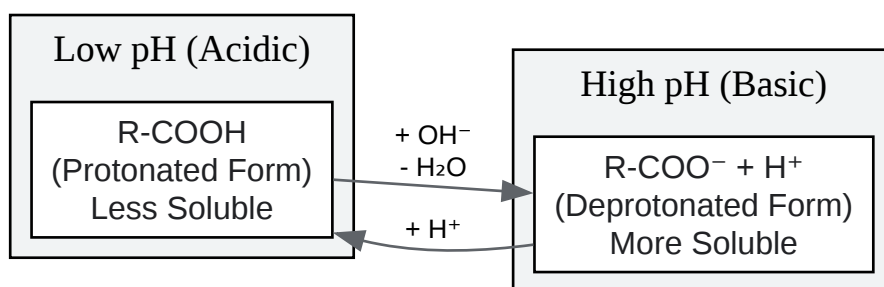 Low pH (Acidic)
R-COOH
(Protonated Form)
Less Soluble
+ OH⁻
- H₂O
+ H⁺
High pH (Basic)
R-COO⁻ + H⁺
(Deprotonated Form)
More Soluble